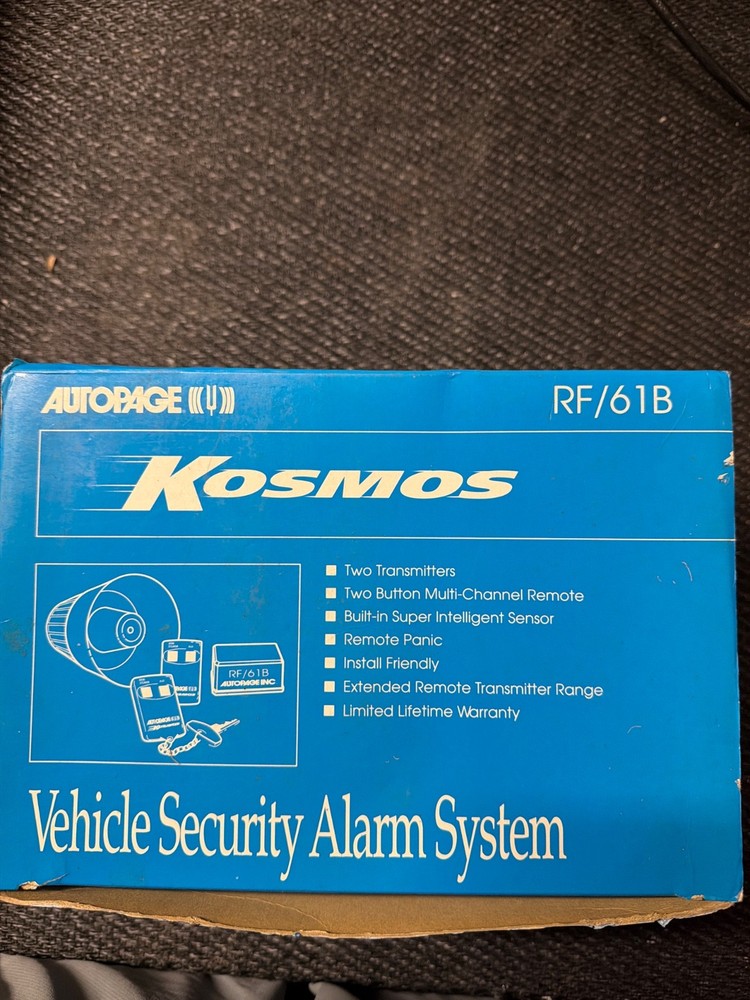 AUTOPAGE
RF/61B
KOSMOS
Two Transmitters
Two Button Multi-Channel Remote
Built-in Super Intelligent Sensor
Remote Panic
Install Friendly
Extended Remote Transmitter Range
Limited Lifetime Warranty
RF/61B
AUTOPAGE INC
AUTOPAGE
Vehicle Security Alarm System